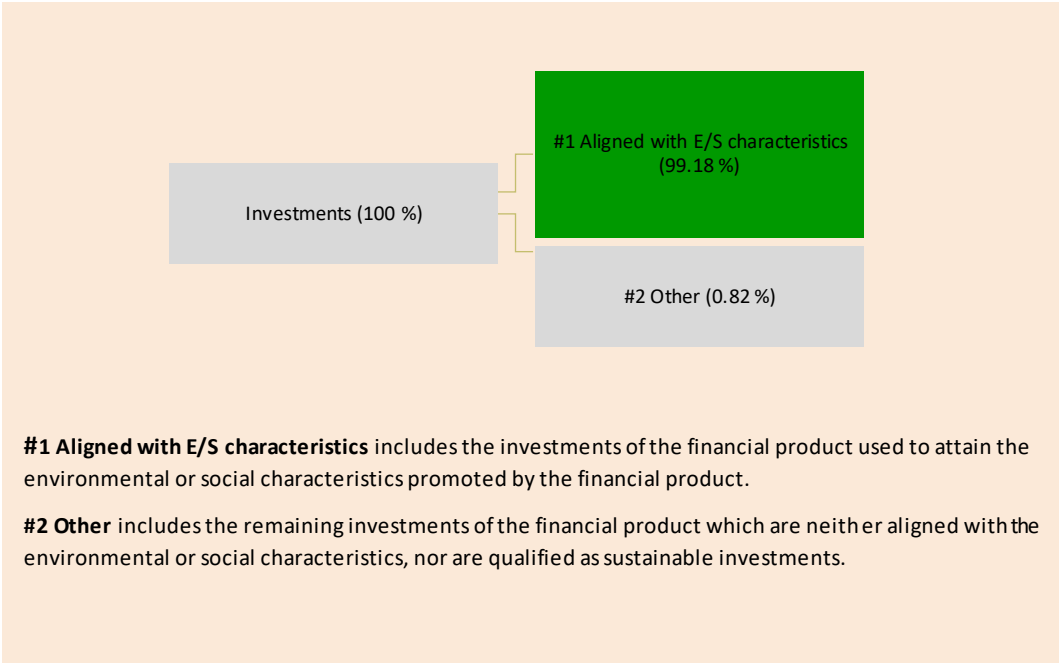 #1 Aligned with E/S characteristics
(99.18 %)
Investments (100 %)
#2 Other (0.82 %)
#1 Aligned with E/S characteristics includes the investments of the financial product used to attain the
environmental or social characteristics promoted by the financial product.
#2 Other includes the remaining investments of the financial product which are neither aligned with the
environmental or social characteristics, nor are qualified as sustainable investments.